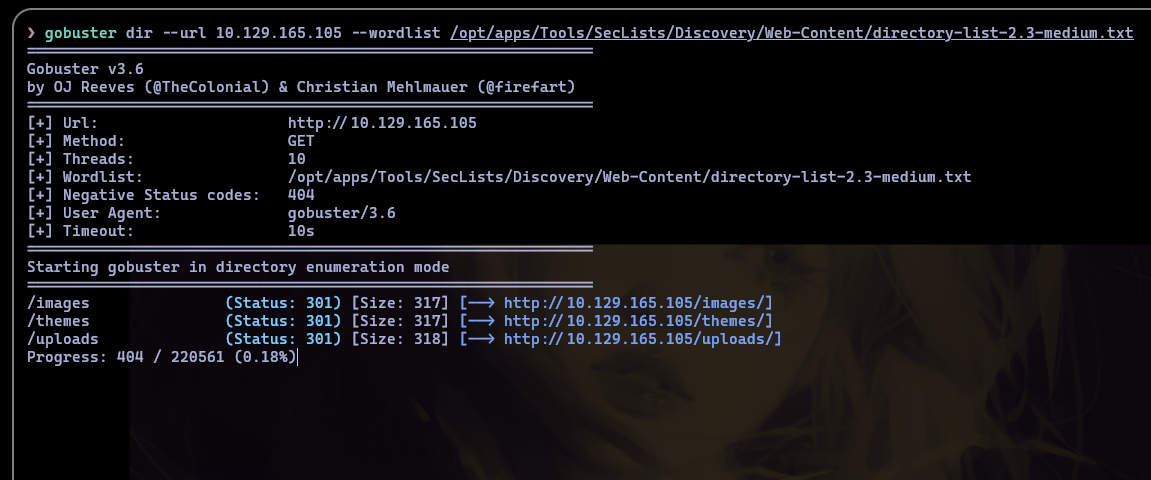 ❯ gobuster dir --url 10.129.165.105 --wordlist /opt/apps/Tools/SecLists/Discovery/Web-Content/directory-list-2.3-medium.txt
===============================================================
Gobuster v3.6
by OJ Reeves (@TheColonial) & Christian Mehlmauer (@firefart)
===============================================================
[+] Url:                     http://10.129.165.105
[+] Method:                  GET
[+] Threads:                 10
[+] Wordlist:                /opt/apps/Tools/SecLists/Discovery/Web-Content/directory-list-2.3-medium.txt
[+] Negative Status codes:   404
[+] User Agent:              gobuster/3.6
[+] Timeout:                 10s
===============================================================
Starting gobuster in directory enumeration mode
===============================================================
/images               (Status: 301) [Size: 317] [--> http://10.129.165.105/images/]
/themes               (Status: 301) [Size: 317] [--> http://10.129.165.105/themes/]
/uploads              (Status: 301) [Size: 318] [--> http://10.129.165.105/uploads/]
Progress: 404 / 220561 (0.18%)